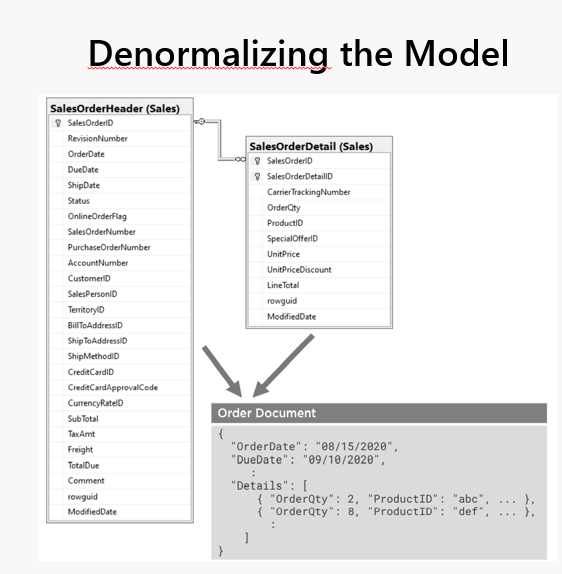 Denormalizing the Model
SalesOrderHeader (Sales)
SalesOrderID
RevisionNumber
OrderDate
DueDate
ShipDate
Status
OnlineOrderFlag
SalesOrderNumber
PurchaseOrderNumber
AccountNumber
CustomerID
SalesPersonID
TerritoryID
BillToAddressID
ShipToAddressID
ShipMethodID
CreditCardID
CreditCardApprovalCode
CurrencyRateID
SubTotal
TaxAmt
Freight
TotalDue
Comment
rowguid
ModifiedDate
SalesOrderDetail (Sales)
SalesOrderID
SalesOrderDetailID
CarrierTrackingNumber
OrderQty
ProductID
SpecialOfferID
UnitPrice
UnitPriceDiscount
LineTotal
rowguid
ModifiedDate
Order Document
{
"OrderDate": "08/15/2020",
"DueDate": "09/10/2020",
:
"Details": [
{ "OrderQty": 2, "ProductID": "abc", ... },
{ "OrderQty": 8, "ProductID": "def", ... },
:
]
}